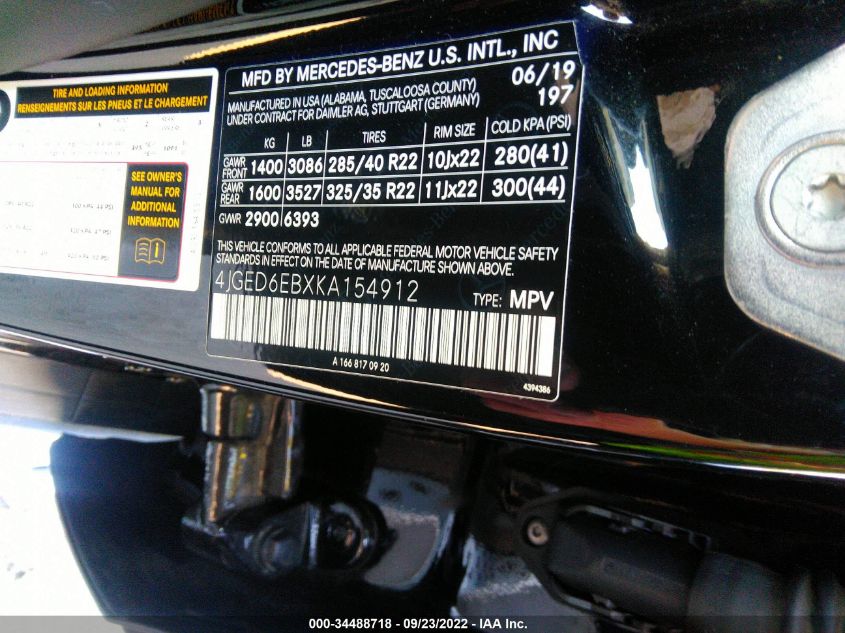 TIRE AND LOADING INFORMATION
RENSEIGNEMENTS SUR LES PNEUS ET LE CHARGEMENT
SEE OWNER'S
MANUAL FOR
ADDITIONAL
INFORMATION
MFD BY MERCEDES-BENZ U.S. INTL., INC
MANUFACTURED IN USA (ALABAMA, TUSCALOOSA COUNTY) 06/19
UNDER CONTRACT FOR DAIMLER AG, STUTTGART (GERMANY) 197
KG LB TIRES RIM SIZE COLD KPA (PSI)
GAWR FRONT 1400 3086 285/40 R22 10Jx22 280(41)
GAWR REAR 1600 3527 325/35 R22 11Jx22 300(44)
GVWR 2900 6393
THIS VEHICLE CONFORMS TO ALL APPLICABLE FEDERAL MOTOR VEHICLE SAFETY
STANDARDS IN EFFECT ON THE DATE OF MANUFACTURE SHOWN ABOVE.
4JGED6EBXKA154912 TYPE: MPV
A 166 817 09 20
4394386
000-34488718 - 09/23/2022 - IAA Inc.